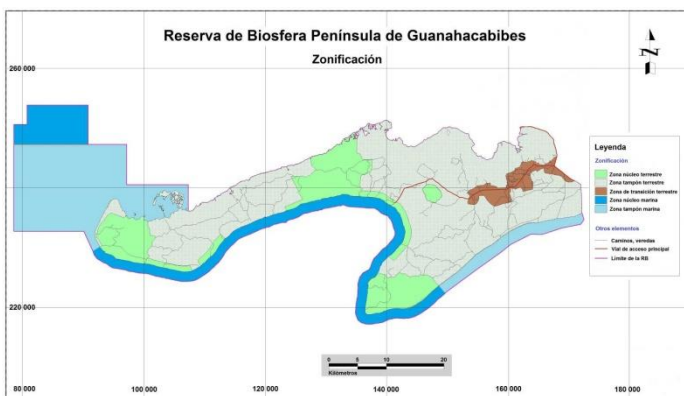 Reserva de Biosfera Península de Guanahacabibes
Zonificación
N
260 000
220 000
80 000 100 000 120 000 140 000 160 000 180 000
Leyenda
Zonificación
Zona núcleo terrestre
Zona tampón terrestre
Zona de transición terrestre
Zona núcleo marina
Zona tampón marina
Otros elementos
Caminos, veredas
Vial de acceso principal
Límite de la RB
0 5 10 20
Kilómetros